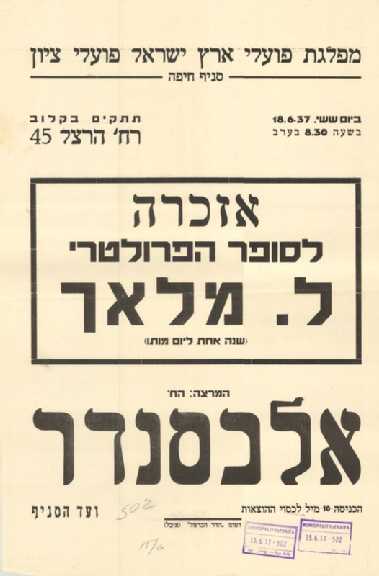 מפלגת פועלי ארץ ישראל פועלי ציון
סניף חיפה
ביום ששי, 18.6.37
בשעה 8.30 בערב
תתקים בקלוב
רח' הרצל 45
אזכרה
לסופר הפרולטרי
ל. מלאך
(שנה אחת ליום מותו)
המרצה: הח'
אלכסנדר
הכניסה 10 מיל לכסוי ההוצאות
ועד הסניף
502